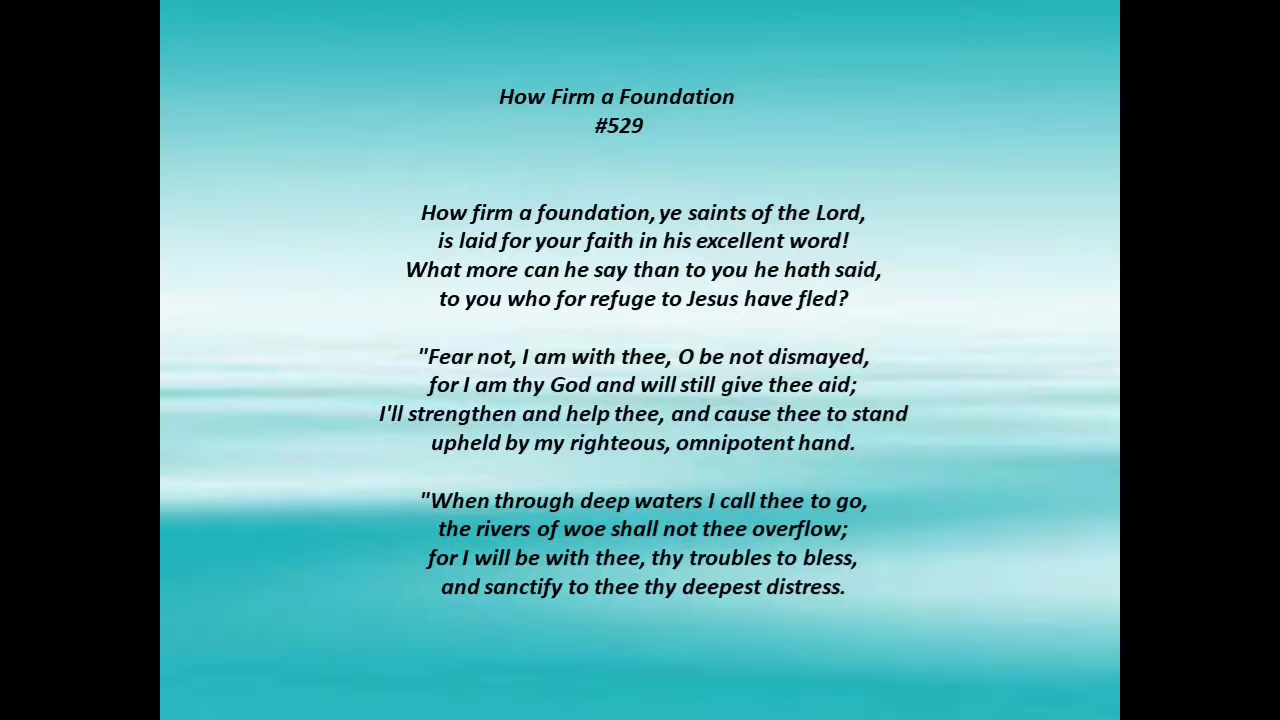 How Firm a Foundation
#529
How firm a foundation, ye saints of the Lord,
is laid for your faith in his excellent word!
What more can he say than to you he hath said,
to you who for refuge to Jesus have fled?
"Fear not, I am with thee, O be not dismayed,
for I am thy God and will still give thee aid;
I'll strengthen and help thee, and cause thee to stand
upheld by my righteous, omnipotent hand.
"When through deep waters I call thee to go,
the rivers of woe shall not thee overflow;
for I will be with thee, thy troubles to bless,
and sanctify to thee thy deepest distress.